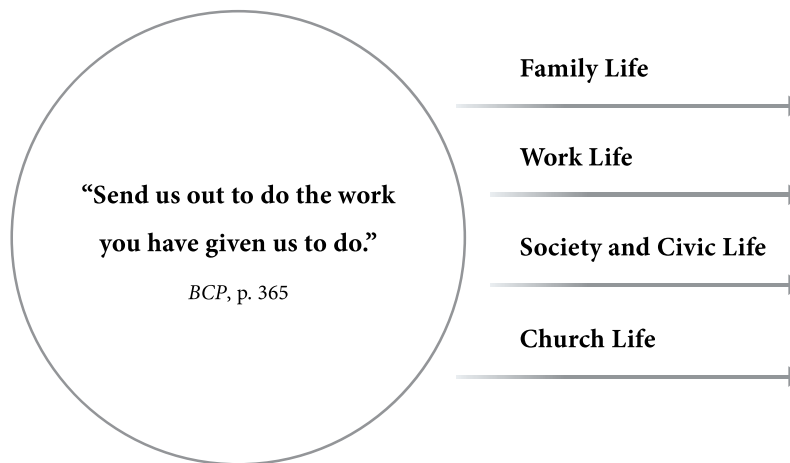 “Send us out to do the work
you have given us to do.”
BCP, p. 365
Family Life
Work Life
Society and Civic Life
Church Life